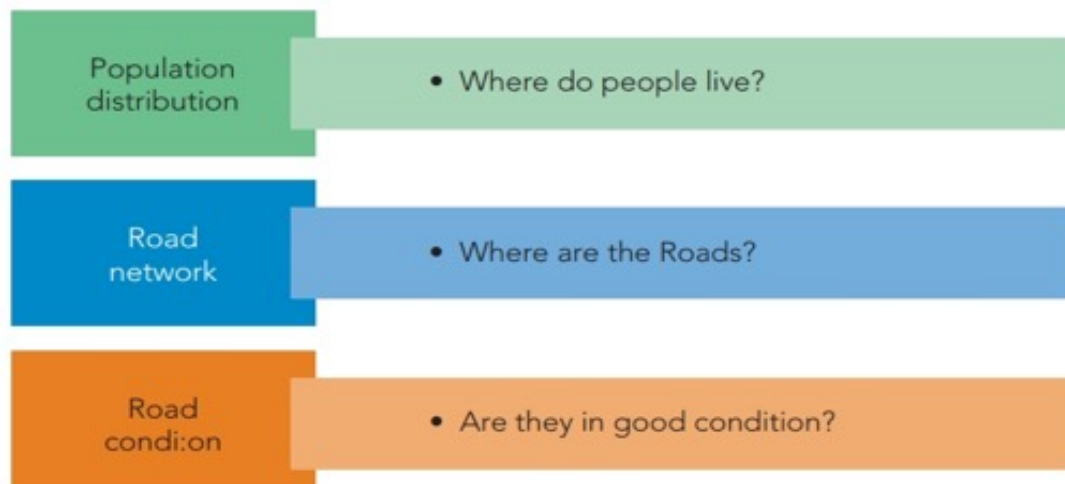 Population
distribution
• Where do people live?
Road
network
• Where are the Roads?
Road
condi:on
• Are they in good condition?